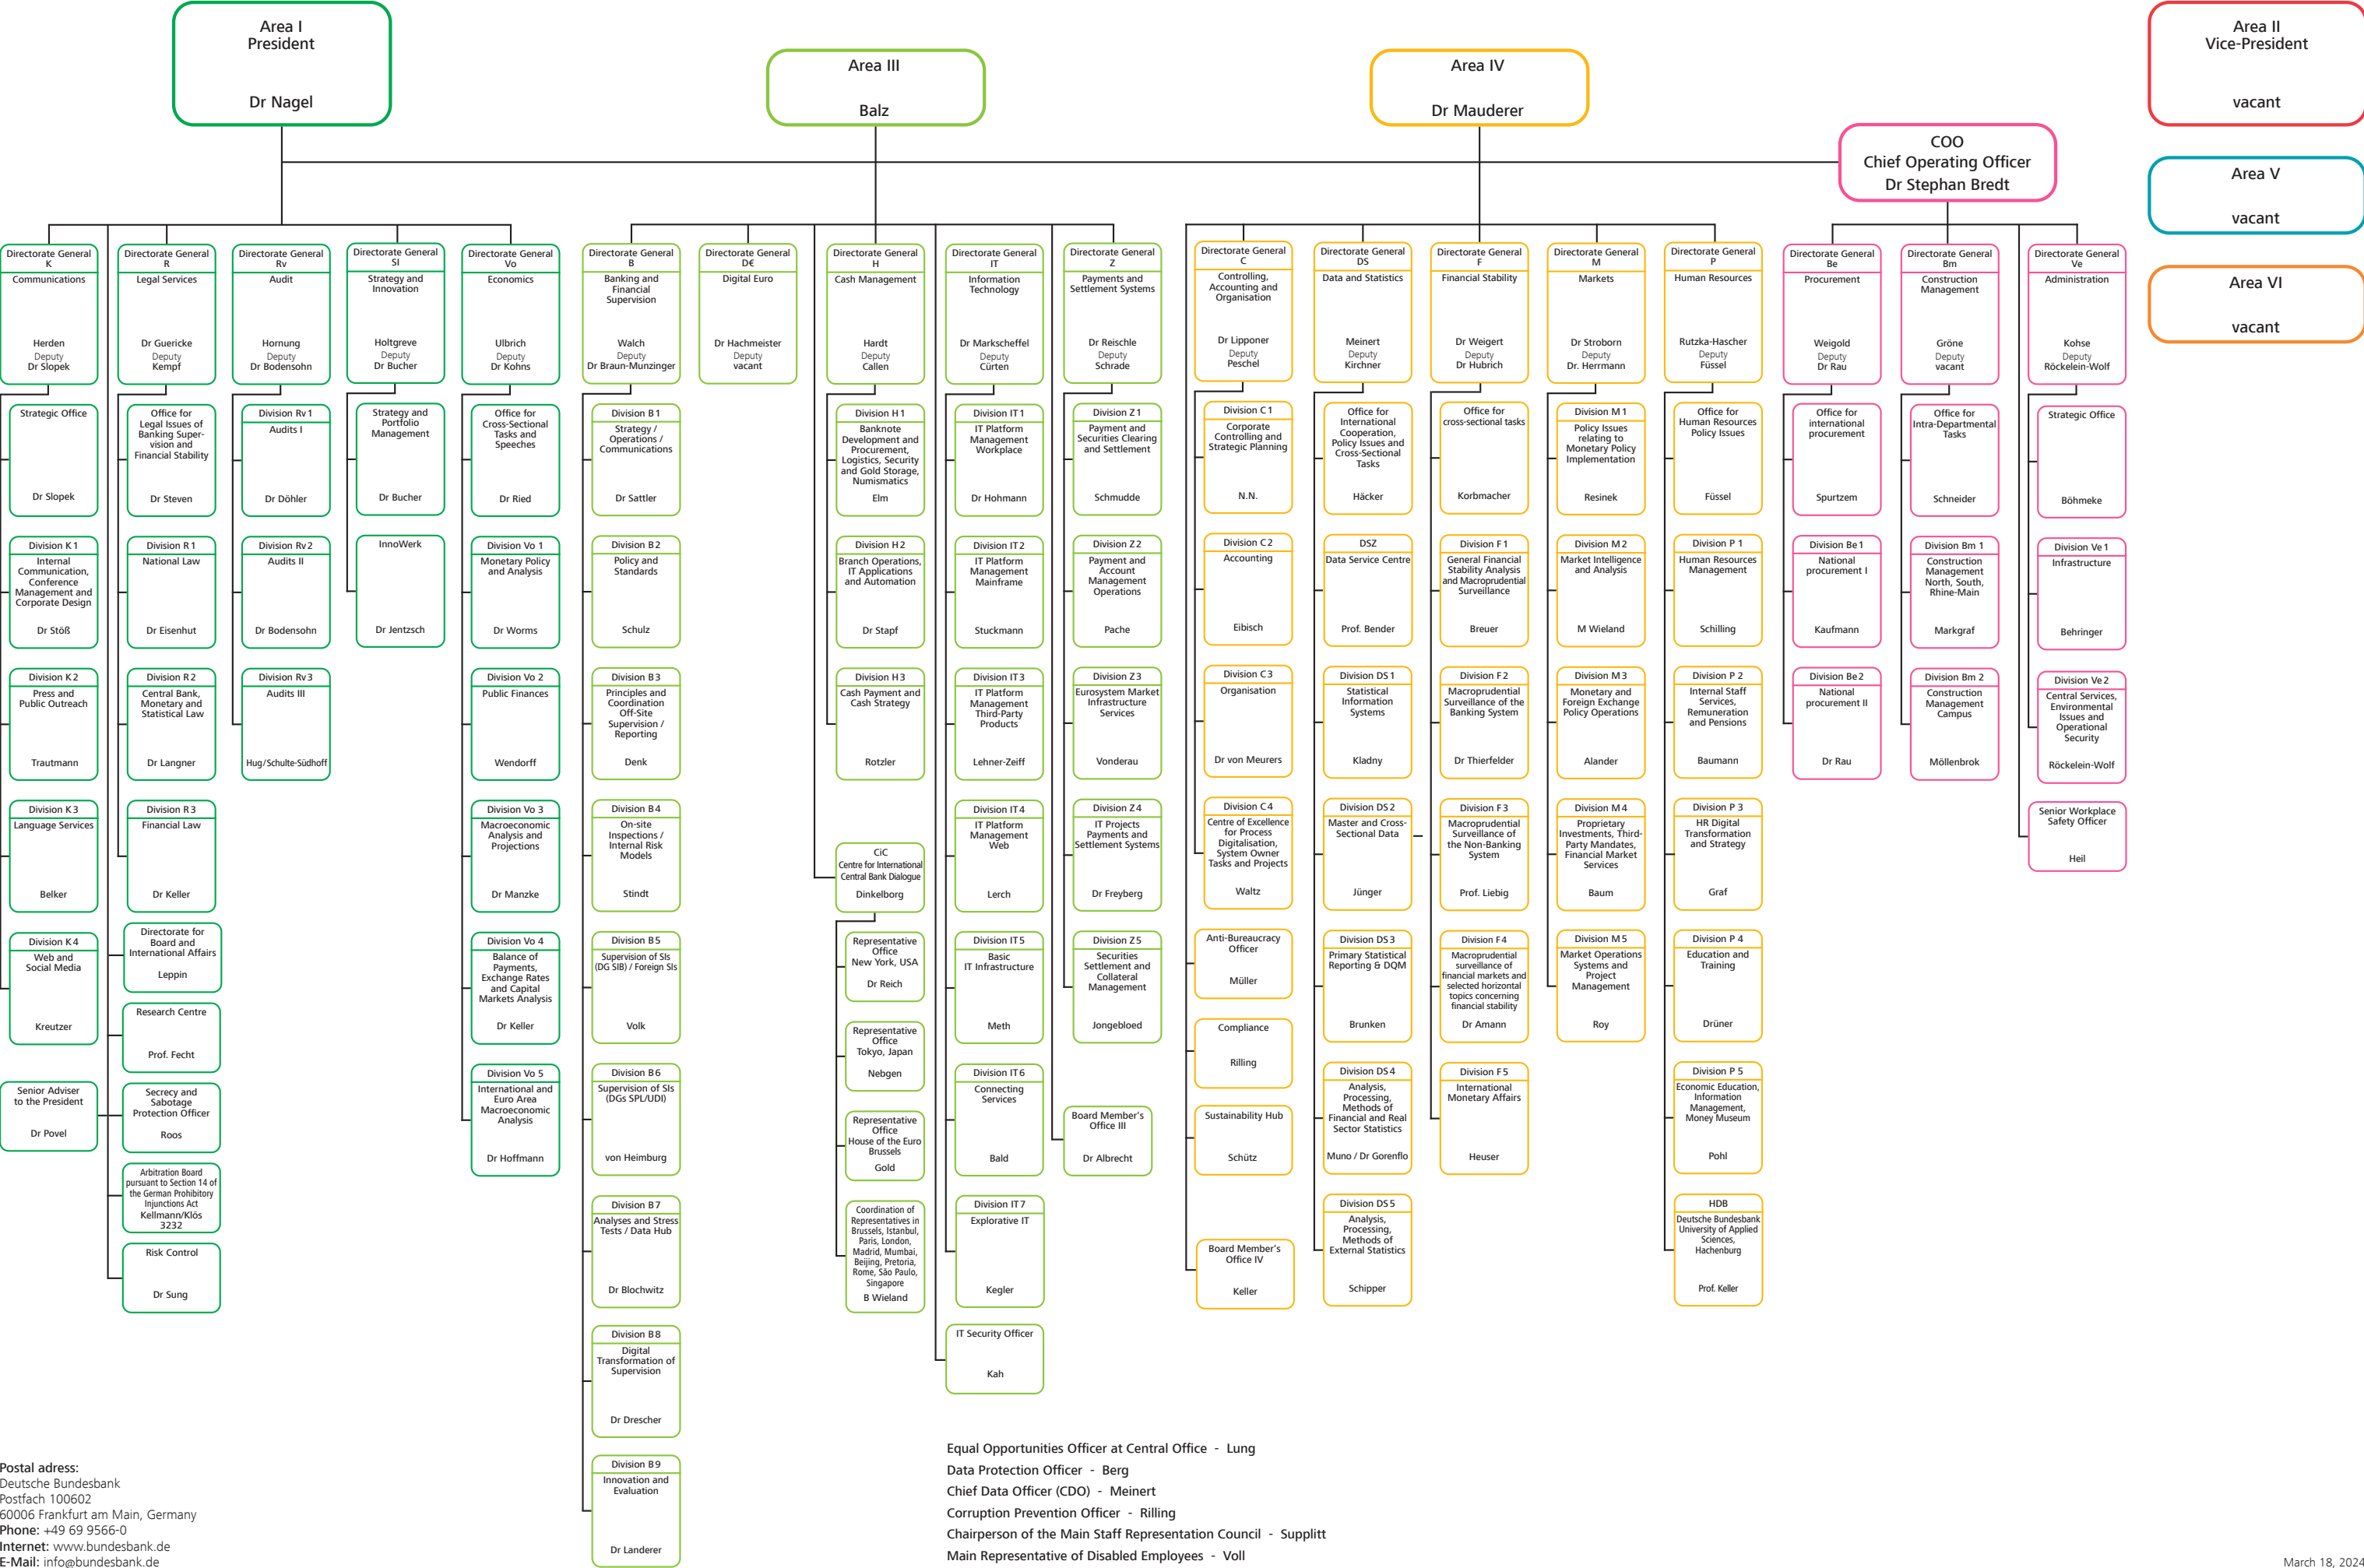 Area I
President
Dr Nagel
Area III
Balz
Area IV
Dr Mauderer
Area II
Vice-President
vacant
COO
Chief Operating Officer
Dr Stephan Bredt
Area V
vacant
Area VI
vacant
Directorate General
K
Communications
Herden
Deputy
Dr Slopek
Strategic Office
Dr Slopek
Division K 1
Internal
Communication,
Conference
Management and
Corporate Design
Dr Stöß
Division K 2
Press and
Public Outreach
Trautmann
Division K 3
Language Services
Belker
Division K 4
Web and
Social Media
Kreutzer
Senior Adviser
to the President
Dr Povel
Directorate General
R
Legal Services
Dr Guericke
Deputy
Kempf
Office for
Legal Issues of
Banking Super-
vision and
Financial Stability
Dr Steven
Division R 1
National Law
Dr Eisenhut
Division R 2
Central Bank,
Monetary and
Statistical Law
Dr Langner
Division R 3
Financial Law
Dr Keller
Directorate for
Board and
International Affairs
Leppin
Research Centre
Prof. Fecht
Secrecy and
Sabotage
Protection Officer
Roos
Arbitration Board
pursuant to Section 14 of
the German Prohibitory
Injunctions Act
Kellmann/Klös
3232
Risk Control
Dr Sung
Directorate General
Rv
Audit
Hornung
Deputy
Dr Bodensohn
Division Rv 1
Audits I
Dr Döhler
Division Rv 2
Audits II
Dr Bodensohn
Division Rv 3
Audits III
Hug/Schulte-Südhoff
Directorate General
SI
Strategy and
Innovation
Holtgreve
Deputy
Dr Bucher
Strategy and
Portfolio
Management
Dr Bucher
InnoWerk
Dr Jentzsch
Directorate General
Vo
Economics
Ulbrich
Deputy
Dr Kohns
Office for
Cross-Sectional
Tasks and
Speeches
Dr Ried
Division Vo 1
Monetary Policy
and Analysis
Dr Worms
Division Vo 2
Public Finances
Wendorff
Division Vo 3
Macroeconomic
Analysis and
Projections
Dr Manzke
Division Vo 4
Balance of
Payments,
Exchange Rates
and Capital
Markets Analysis
Dr Keller
Division Vo 5
International and
Euro Area
Macroeconomic
Analysis
Dr Hoffmann
Directorate General
B
Banking and
Financial
Supervision
Walch
Deputy
Dr Braun-Munzinger
Division B 1
Strategy /
Operations /
Communications
Dr Sattler
Division B 2
Policy and
Standards
Schulz
Division B 3
Principles and
Coordination
Off-Site
Supervision /
Reporting
Denk
Division B 4
On-site
Inspections /
Internal Risk
Models
Stindt
Division B 5
Supervision of SIs
(DG SIB) / Foreign SIs
Volk
Division B 6
Supervision of SIs
(DGs SPL/UDI)
von Heimburg
Division B 7
Analyses and Stress
Tests / Data Hub
Dr Blochwitz
Division B 8
Digital
Transformation of
Supervision
Dr Drescher
Division B 9
Innovation and
Evaluation
Dr Landerer
Directorate General
D€
Digital Euro
Dr Hachmeister
Deputy
vacant
Directorate General
H
Cash Management
Hardt
Deputy
Callen
Division H 1
Banknote
Development and
Procurement,
Logistics, Security
and Gold Storage,
Numismatics
Elm
Division H 2
Branch Operations,
IT Applications
and Automation
Dr Stapf
Division H 3
Cash Payment and
Cash Strategy
Rotzler
CiC
Centre for International
Central Bank Dialogue
Dinkelborg
Representative
Office
New York, USA
Dr Reich
Representative
Office
Tokyo, Japan
Nebgen
Representative
Office
House of the Euro
Brussels
Gold
Coordination of
Representatives in
Brussels, Istanbul,
Paris, London,
Madrid, Mumbai,
Beijing, Pretoria,
Rome, São Paulo,
Singapore
B Wieland
Directorate General
IT
Information
Technology
Dr Markscheffel
Deputy
Cürten
Division IT 1
IT Platform
Management
Workplace
Dr Hohmann
Division IT 2
IT Platform
Management
Mainframe
Stuckmann
Division IT 3
IT Platform
Management
Third-Party
Products
Lehner-Zeiff
Division IT 4
IT Platform
Management
Web
Lerch
Division IT 5
Basic
IT Infrastructure
Meth
Division IT 6
Connecting
Services
Bald
Division IT 7
Explorative IT
Kegler
IT Security Officer
Kah
Directorate General
Z
Payments and
Settlement Systems
Dr Reischle
Deputy
Schrade
Division Z 1
Payment and
Securities Clearing
and Settlement
Schmudde
Division Z 2
Payment and
Account
Management
Operations
Pache
Division Z 3
Eurosystem Market
Infrastructure
Services
Vonderau
Division Z 4
IT Projects
Payments and
Settlement Systems
Dr Freyberg
Division Z 5
Securities
Settlement and
Collateral
Management
Jongebloed
Board Member's
Office III
Dr Albrecht
Directorate General
C
Controlling,
Accounting and
Organisation
Dr Lipponer
Deputy
Peschel
Division C 1
Corporate
Controlling and
Strategic Planning
N.N.
Division C 2
Accounting
Eibisch
Division C 3
Organisation
Dr von Meurers
Division C 4
Centre of Excellence
for Process
Digitalisation,
System Owner
Tasks and Projects
Waltz
Anti-Bureaucracy
Officer
Müller
Compliance
Rilling
Sustainability Hub
Schütz
Board Member's
Office IV
Keller
Directorate General
DS
Data and Statistics
Meinert
Deputy
Kirchner
Office for
International
Cooperation,
Policy Issues and
Cross-Sectional
Tasks
Häcker
DSZ
Data Service Centre
Prof. Bender
Division DS 1
Statistical
Information
Systems
Kladny
Division DS 2
Master and Cross-
Sectional Data
Jünger
Division DS 3
Primary Statistical
Reporting & DQM
Brunken
Division DS 4
Analysis,
Processing,
Methods of
Financial and Real
Sector Statistics
Muno / Dr Gorenflo
Division DS 5
Analysis,
Processing,
Methods of
External Statistics
Schipper
Directorate General
F
Financial Stability
Dr Weigert
Deputy
Dr Hubrich
Office for
cross-sectional tasks
Korbmacher
Division F 1
General Financial
Stability Analysis
and Macroprudential
Surveillance
Breuer
Division F 2
Macroprudential
Surveillance of the
Banking System
Dr Thierfelder
Division F 3
Macroprudential
Surveillance of
the Non-Banking
System
Prof. Liebig
Division F 4
Macroprudential
surveillance of
financial markets and
selected horizontal
topics concerning
financial stability
Dr Amann
Division F 5
International
Monetary Affairs
Heuser
Directorate General
M
Markets
Dr Stroborn
Deputy
Dr. Herrmann
Division M 1
Policy Issues
relating to
Monetary Policy
Implementation
Resinek
Division M 2
Market Intelligence
and Analysis
M Wieland
Division M 3
Monetary and
Foreign Exchange
Policy Operations
Alander
Division M 4
Proprietary
Investments, Third-
Party Mandates,
Financial Market
Services
Baum
Division M 5
Market Operations
Systems and
Project
Management
Roy
Directorate General
P
Human Resources
Rutzka-Hascher
Deputy
Füssel
Office for
Human Resources
Policy Issues
Füssel
Division P 1
Human Resources
Management
Schilling
Division P 2
Internal Staff
Services,
Remuneration
and Pensions
Baumann
Division P 3
HR Digital
Transformation
and Strategy
Graf
Division P 4
Education and
Training
Drüner
Division P 5
Economic Education,
Information
Management,
Money Museum
Pohl
HDB
Deutsche Bundesbank
University of Applied
Sciences,
Hachenburg
Prof. Keller
Directorate General
Be
Procurement
Weigold
Deputy
Dr Rau
Office for
international
procurement
Spurtzem
Division Be 1
National
procurement I
Kaufmann
Division Be 2
National
procurement II
Dr Rau
Directorate General
Bm
Construction
Management
Gröne
Deputy
vacant
Office for
Intra-Departmental
Tasks
Schneider
Division Bm 1
Construction
Management
North, South,
Rhine-Main
Markgraf
Division Bm 2
Construction
Management
Campus
Möllenbrok
Directorate General
Ve
Administration
Kohse
Deputy
Röckelein-Wolf
Strategic Office
Böhmeke
Division Ve 1
Infrastructure
Behringer
Division Ve 2
Central Services,
Environmental
Issues and
Operational
Security
Röckelein-Wolf
Senior Workplace
Safety Officer
Heil
Equal Opportunities Officer at Central Office - Lung
Data Protection Officer - Berg
Chief Data Officer (CDO) - Meinert
Corruption Prevention Officer - Rilling
Chairperson of the Main Staff Representation Council - Supplitt
Main Representative of Disabled Employees - Voll
Postal adress:
Deutsche Bundesbank
Postfach 100602
60006 Frankfurt am Main, Germany
Phone: +49 69 9566-0
Internet: www.bundesbank.de
E-Mail: info@bundesbank.de
March 18, 2024